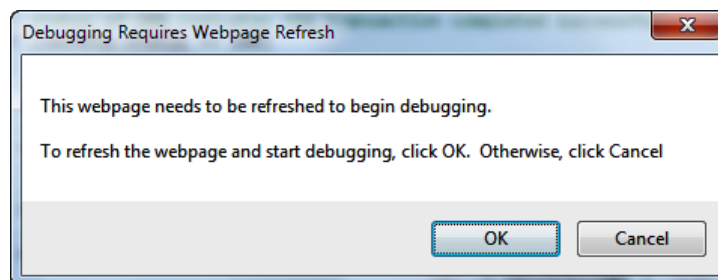 Debugging Requires Webpage Refresh
This webpage needs to be refreshed to begin debugging.
To refresh the webpage and start debugging, click OK.  Otherwise, click Cancel
OK
Cancel